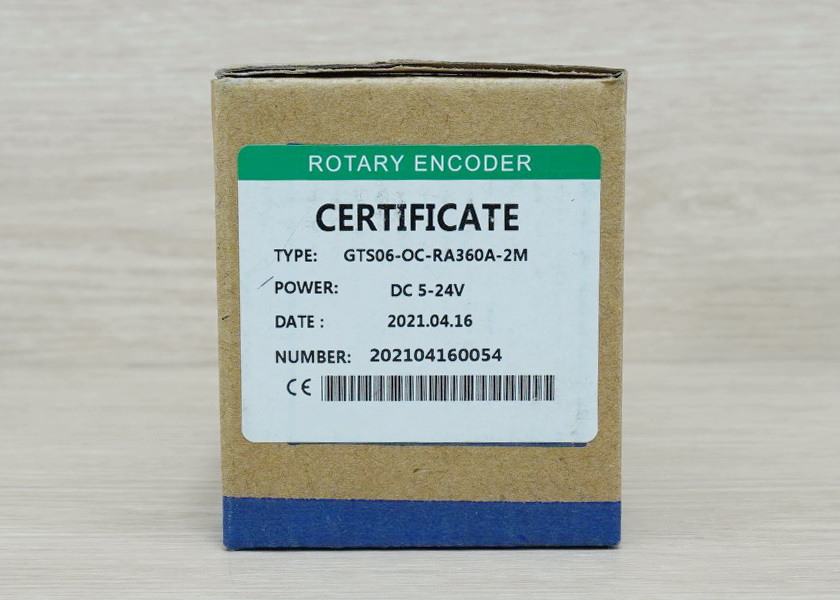 ROTARY ENCODER
CERTIFICATE
TYPE: GTS06-OC-RA360A-2M
POWER: DC 5-24V
DATE : 2021.04.16
NUMBER: 202104160054
CE